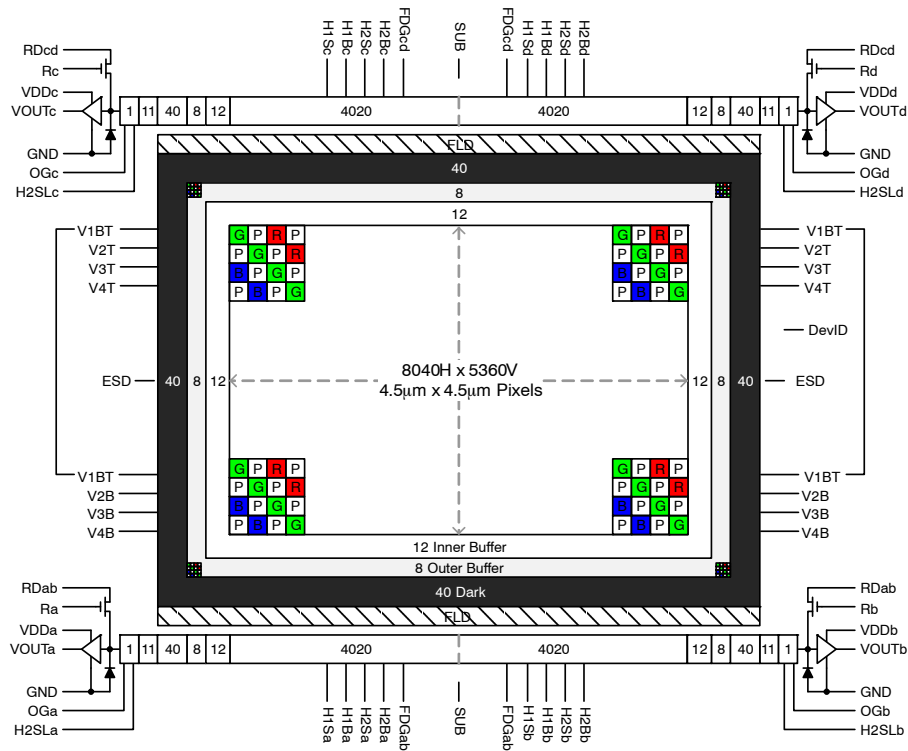 H1Sc H1Bc H2Sc H2Bc FDGcd SUB FDGcd H1Sd H1Bd H2Sd H2Bd
RDcd RDcd
Rc Rd
VDDc VDDd
VOUTc 1 11 40 8 12 4020 4020 12 8 40 11 1 VOUTd
GND FLD GND
OGc 40 OGd
H2SLc 8 H2SLd
12
V1BT G P R P G P R P V1BT
V2T P G P R P G P R V2T
V3T B P G P B P G P V3T
V4T P B P G P B P G V4T
DevID
8040H x 5360V
ESD 40 8 12 12 8 40 ESD
4.5μm x 4.5μm Pixels
G P R P G P R P
V1BT P G P R P G P R V1BT
V2B B P G P B P G P V2B
V3B P B P G P B P G V3B
V4B V4B
12 Inner Buffer
8 Outer Buffer
RDab 40 Dark RDab
Ra FLD Rb
VDDa VDDb
VOUTa 1 11 40 8 12 4020 4020 12 8 40 11 1 VOUTb
GND GND
OGa OGb
H2SLa H2SLb
H1Sa H1Ba H2Sa H2Ba FDGab SUB FDGab H1Sb H1Bb H2Sb H2Bb